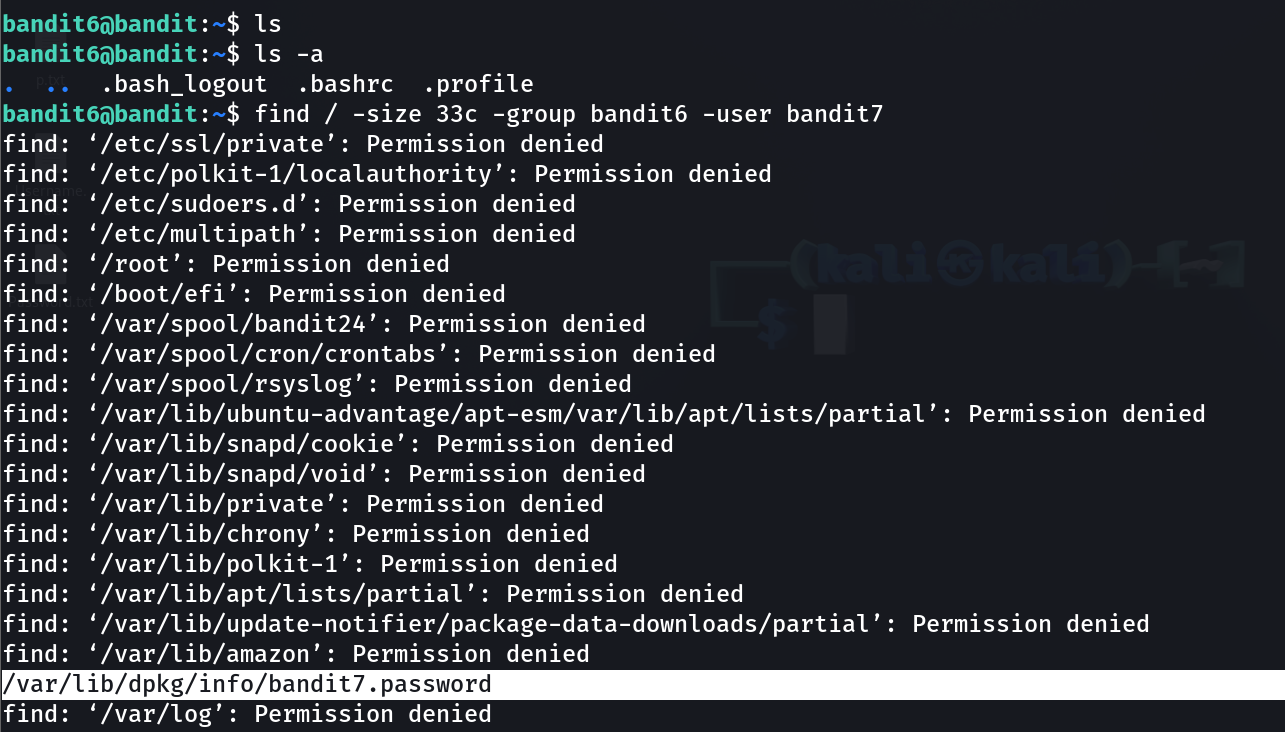 bandit6@bandit:~$ ls
bandit6@bandit:~$ ls -a
.  ..  .bash_logout  .bashrc  .profile
bandit6@bandit:~$ find / -size 33c -group bandit6 -user bandit7
find: ‘/etc/ssl/private’: Permission denied
find: ‘/etc/polkit-1/localauthority’: Permission denied
find: ‘/etc/sudoers.d’: Permission denied
find: ‘/etc/multipath’: Permission denied
find: ‘/root’: Permission denied
find: ‘/boot/efi’: Permission denied
find: ‘/var/spool/bandit24’: Permission denied
find: ‘/var/spool/cron/crontabs’: Permission denied
find: ‘/var/spool/rsyslog’: Permission denied
find: ‘/var/lib/ubuntu-advantage/apt-esm/var/lib/apt/lists/partial’: Permission denied
find: ‘/var/lib/snapd/cookie’: Permission denied
find: ‘/var/lib/snapd/void’: Permission denied
find: ‘/var/lib/private’: Permission denied
find: ‘/var/lib/chrony’: Permission denied
find: ‘/var/lib/polkit-1’: Permission denied
find: ‘/var/lib/apt/lists/partial’: Permission denied
find: ‘/var/lib/update-notifier/package-data-downloads/partial’: Permission denied
find: ‘/var/lib/amazon’: Permission denied
/var/lib/dpkg/info/bandit7.password
find: ‘/var/log’: Permission denied
p.txt
(kali㉿kali)-[~]
$